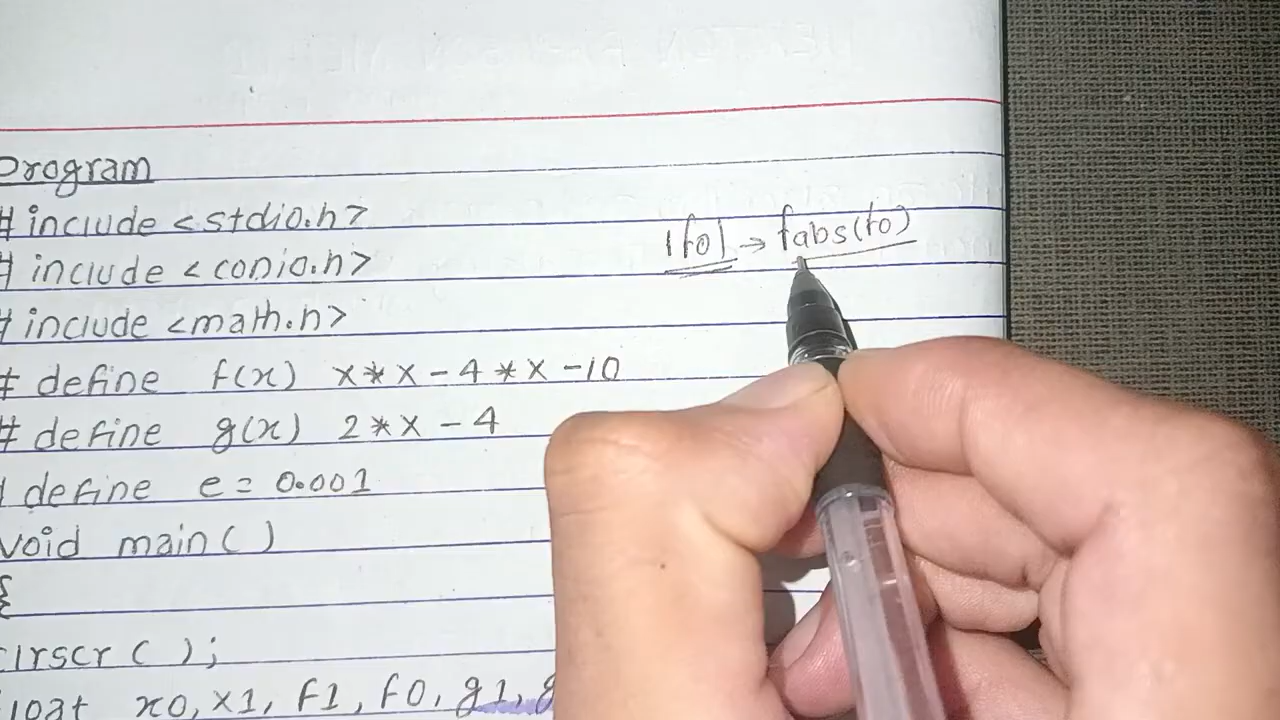 Program
# include <stdio.h>
|f0| → fabs(f0)
# include <conio.h>
# include <math.h>
# define f(x) x*x-4*x-10
# define g(x) 2*x-4
# define e=0.001
void main()
{
clrscr();
float x0, x1, f1, f0, g1,